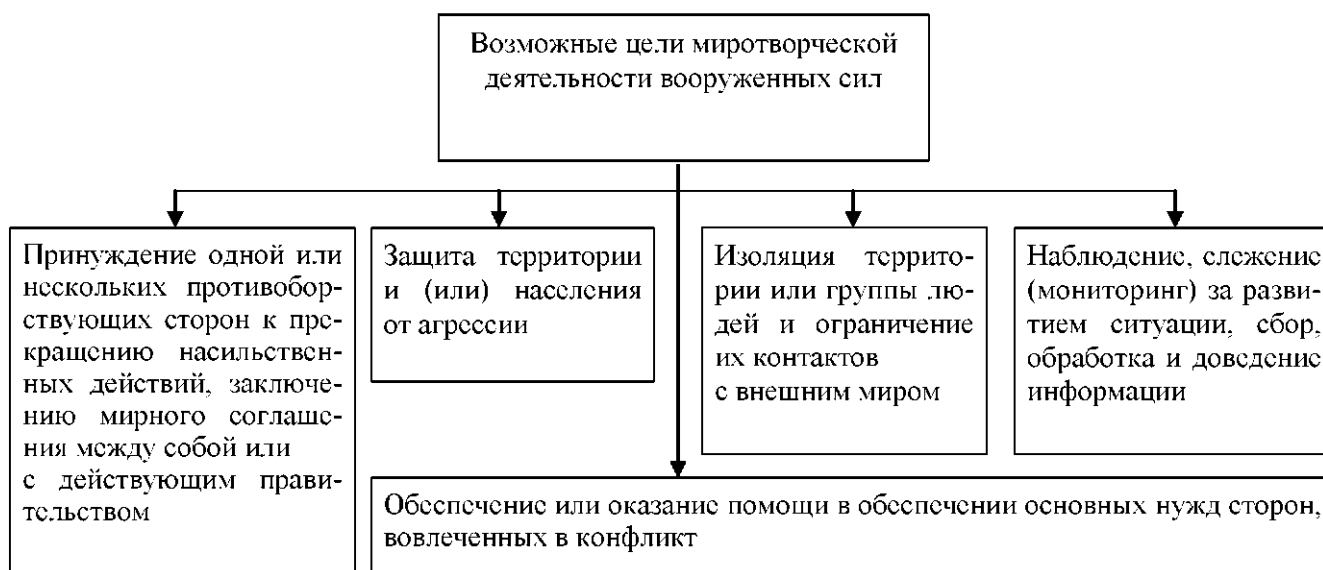 Возможные цели миротворческой
деятельности вооруженных сил
Принуждение одной или
нескольких противобор-
ствующих сторон к пре-
кращению насильствен-
ных действий, заключе-
нию мирного соглаше-
ния между собой или
с действующим прави-
тельством
Защита территории
и (или) населения
от агрессии
Изоляция террито-
рии или группы лю-
дей и ограничение
их контактов
с внешним миром
Наблюдение, слежение
(мониторинг) за разви-
тием ситуации, сбор,
обработка и доведение
информации
Обеспечение или оказание помощи в обеспечении основных нужд сторон,
вовлеченных в конфликт